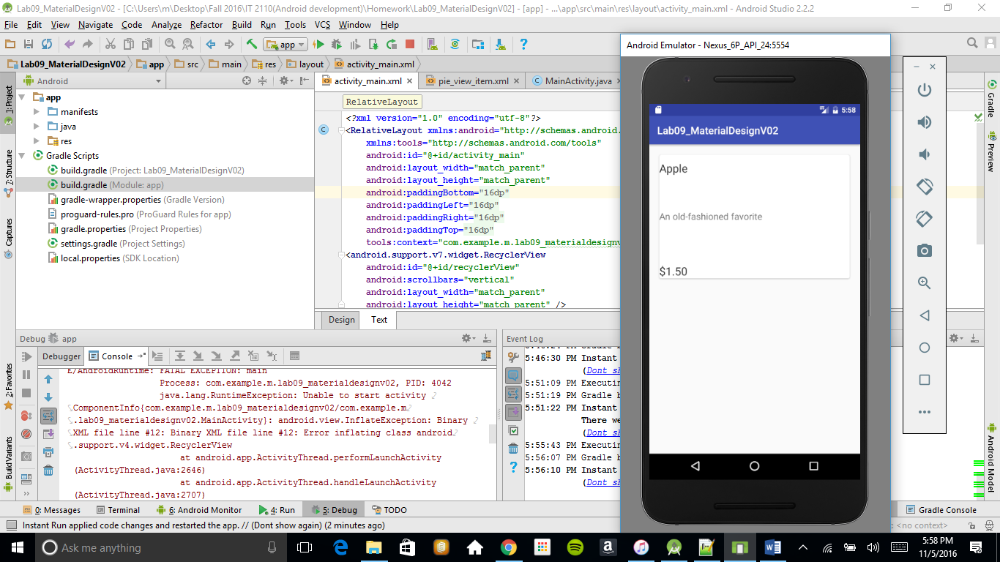 Lab09_MaterialDesignV02 - [C:\Users\m\Desktop\Fall 2016\IT 2110(Android development)\Homework\Lab09_MaterialDesignV02] - [app] - ...\app\src\main\res\layout\activity_main.xml - Android Studio 2.2.2
File Edit View Navigate Code Analyze Refactor Build Run Tools VCS Window Help
app
Lab09_MaterialDesignV02 app src main res layout activity_main.xml
1: Project
7: Structure
Captures
2: Favorites
Build Variants
Android
app
manifests
java
res
Gradle Scripts
build.gradle (Project: Lab09_MaterialDesignV02)
build.gradle (Module: app)
gradle-wrapper.properties (Gradle Version)
proguard-rules.pro (ProGuard Rules for app)
gradle.properties (Project Properties)
settings.gradle (Project Settings)
local.properties (SDK Location)
activity_main.xml pie_view_item.xml MainActivity.java
RelativeLayout
<?xml version="1.0" encoding="utf-8"?>
<RelativeLayout xmlns:android="http://schemas.android.
xmlns:tools="http://schemas.android.com/tools"
android:id="@+id/activity_main"
android:layout_width="match_parent"
android:layout_height="match_parent"
android:paddingBottom="16dp"
android:paddingLeft="16dp"
android:paddingRight="16dp"
android:paddingTop="16dp"
tools:context="com.example.m.lab09_materialdesignv
<android.support.v7.widget.RecyclerView
android:id="@+id/recyclerView"
android:scrollbars="vertical"
android:layout_width="match_parent"
android:layout_height="match_parent" />
Design Text
Debug app
Debugger Console
E/AndroidRuntime: FATAL EXCEPTION: main
Process: com.example.m.lab09_materialdesignv02, PID: 4042
java.lang.RuntimeException: Unable to start activity
ComponentInfo{com.example.m.lab09_materialdesignv02/com.example.m
.lab09_materialdesignv02.MainActivity}: android.view.InflateException: Binary
XML file line #12: Binary XML file line #12: Error inflating class android
.support.v4.widget.RecyclerView
at android.app.ActivityThread.performLaunchActivity
(ActivityThread.java:2646)
at android.app.ActivityThread.handleLaunchActivity
(ActivityThread.java:2707)
Event Log
5:46:30 PM Instant
(Dont sh
5:51:09 PM Executin
5:51:19 PM Gradle b
5:51:22 PM Instant
There we
(Dont sh
5:55:43 PM Executin
5:56:07 PM Gradle b
5:56:10 PM Instant
(Dont sh
Android Emulator - Nexus_6P_API_24:5554
5:58
Lab09_MaterialDesignV02
Apple
An old-fashioned favorite
$1.50
Gradle
Preview
Android Model
0: Messages Terminal 6: Android Monitor 4: Run 5: Debug TODO Gradle Console
Instant Run applied code changes and restarted the app. // (Dont show again) (2 minutes ago)
: <no context>
Ask me anything
5:58 PM
11/5/2016